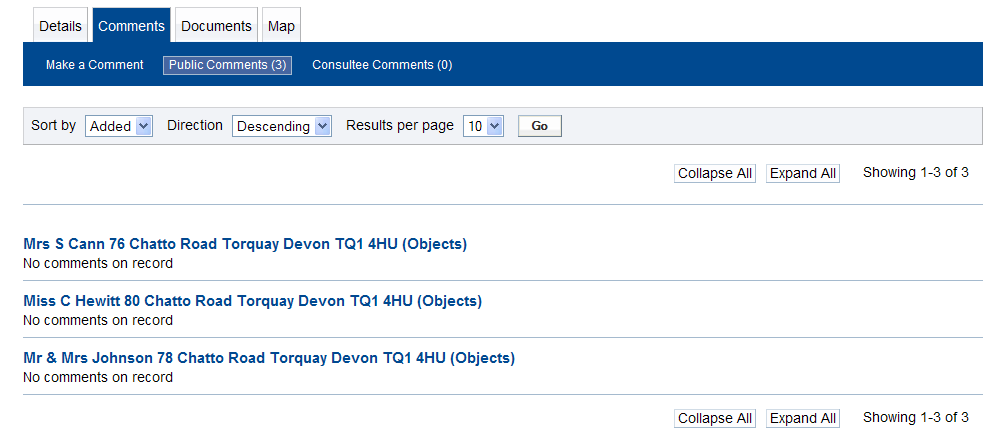 Details Comments Documents Map
Make a Comment Public Comments (3) Consultee Comments (0)
Sort by Added Direction Descending Results per page 10 Go
Collapse All Expand All Showing 1-3 of 3
Mrs S Cann 76 Chatto Road Torquay Devon TQ1 4HU (Objects)
No comments on record
Miss C Hewitt 80 Chatto Road Torquay Devon TQ1 4HU (Objects)
No comments on record
Mr & Mrs Johnson 78 Chatto Road Torquay Devon TQ1 4HU (Objects)
No comments on record
Collapse All Expand All Showing 1-3 of 3